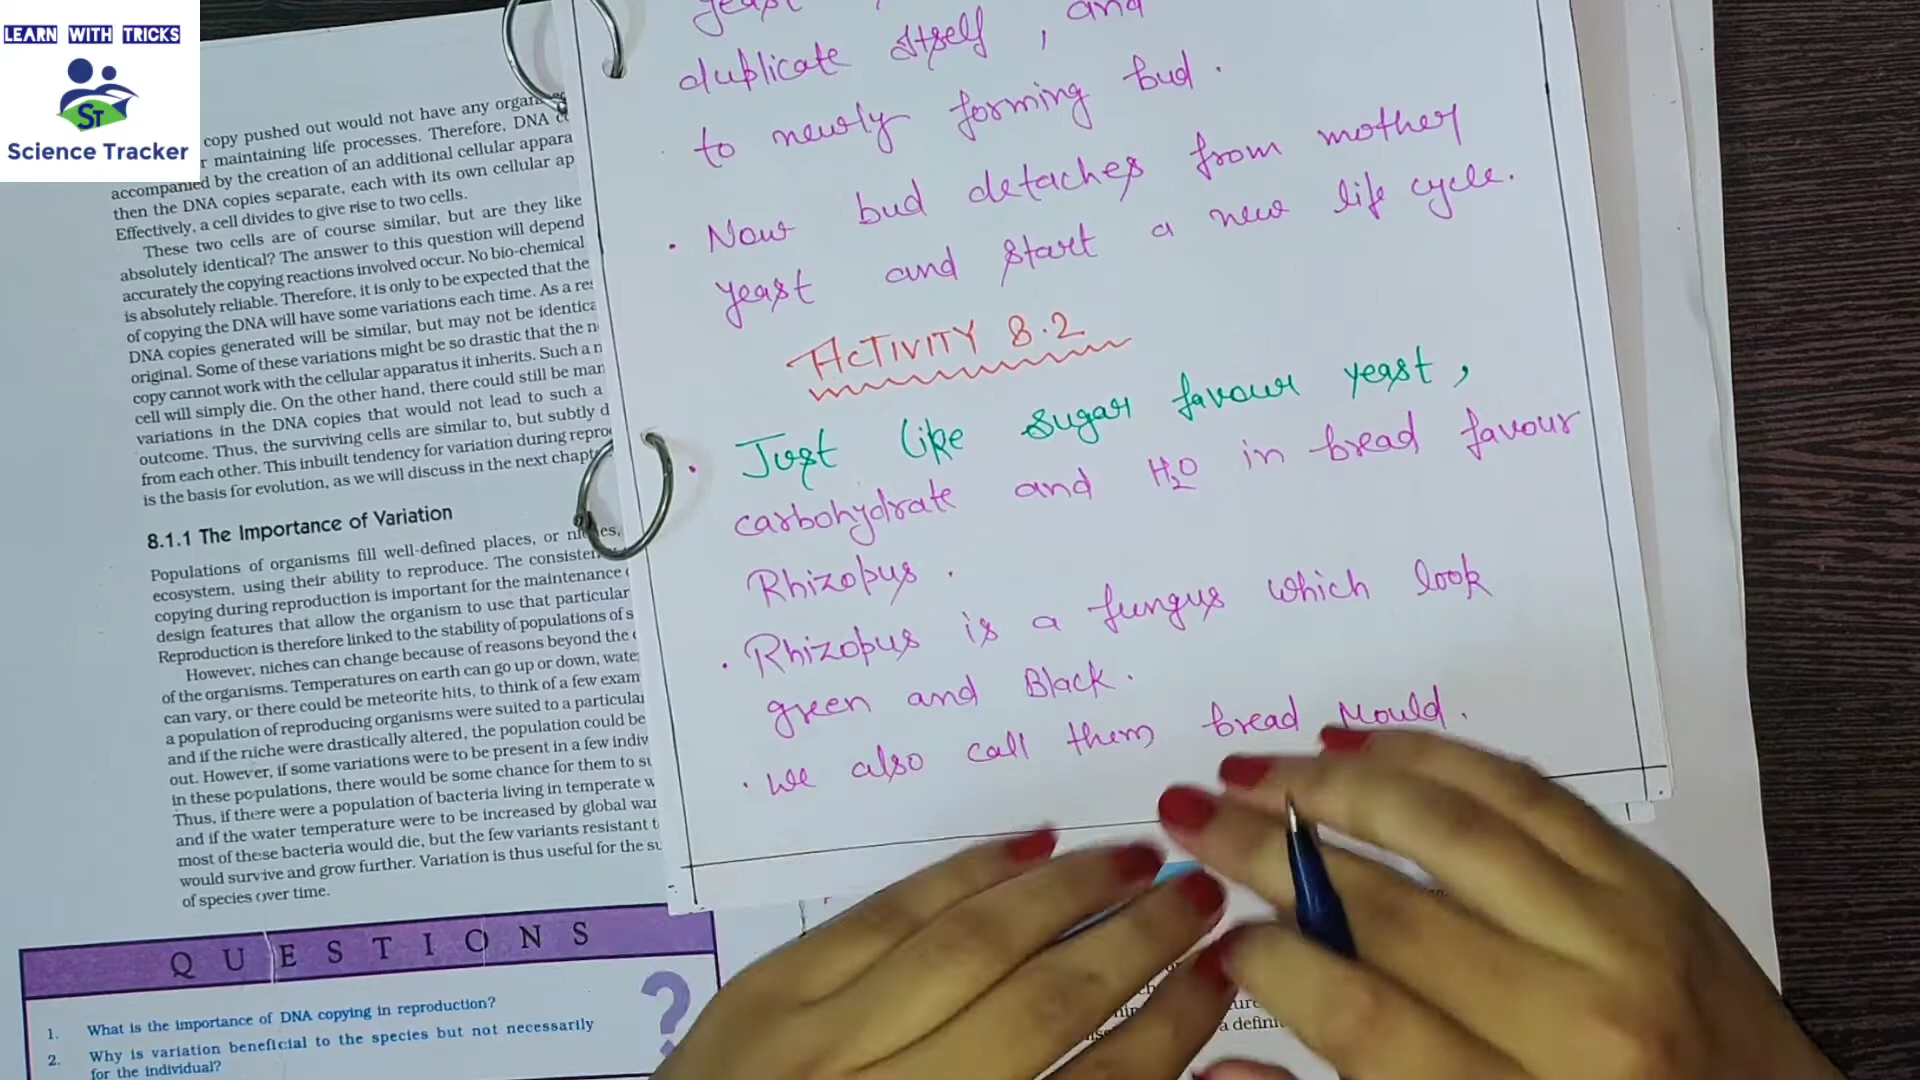 LEARN WITH TRICKS
ST
Science Tracker
copy pushed out would not have any organised
r maintaining life processes. Therefore, DNA
accompanied by the creation of an additional cellular appara
then the DNA copies separate, each with its own cellular ap
Effectively, a cell divides to give rise to two cells.
These two cells are of course similar, but are they like
absolutely identical? The answer to this question will depend
accurately the copying reactions involved occur. No bio-chemical
is absolutely reliable. Therefore, it is only to be expected that the
of copying the DNA will have some variations each time. As a res
DNA copies generated will be similar, but may not be identica
original. Some of these variations might be so drastic that the n
copy cannot work with the cellular apparatus it inherits. Such a n
cell will simply die. On the other hand, there could still be man
variations in the DNA copies that would not lead to such a
outcome. Thus, the surviving cells are similar to, but subtly d
from each other. This inbuilt tendency for variation during repro
is the basis for evolution, as we will discuss in the next chapt
8.1.1 The Importance of Variation
Populations of organisms fill well-defined places, or niches,
ecosystem, using their ability to reproduce. The consisten
copying during reproduction is important for the maintenance
design features that allow the organism to use that particular
Reproduction is therefore linked to the stability of populations of s
However, niches can change because of reasons beyond the
of the organisms. Temperatures on earth can go up or down, wate
can vary, or there could be meteorite hits, to think of a few exam
a population of reproducing organisms were suited to a particular
and if the niche were drastically altered, the population could be
out. However, if some variations were to be present in a few indiv
in these populations, there would be some chance for them to su
Thus, if there were a population of bacteria living in temperate w
and if the water temperature were to be increased by global war
most of these bacteria would die, but the few variants resistant t
would survive and grow further. Variation is thus useful for the su
of species over time.
QUESTIONS
?
1. What is the importance of DNA copying in reproduction?
2. Why is variation beneficial to the species but not necessarily
for the individual?
yeast, and
duplicate itself, and
to newly forming bud.
· Now bud detaches from mother
yeast and start a new life cycle.
ACTIVITY 8.2
· Just like sugar favour yeast,
carbohydrate and H2O in bread favour
Rhizopus.
· Rhizopus is a fungus which look
green and Black.
· We also call them bread Mould.
a defini